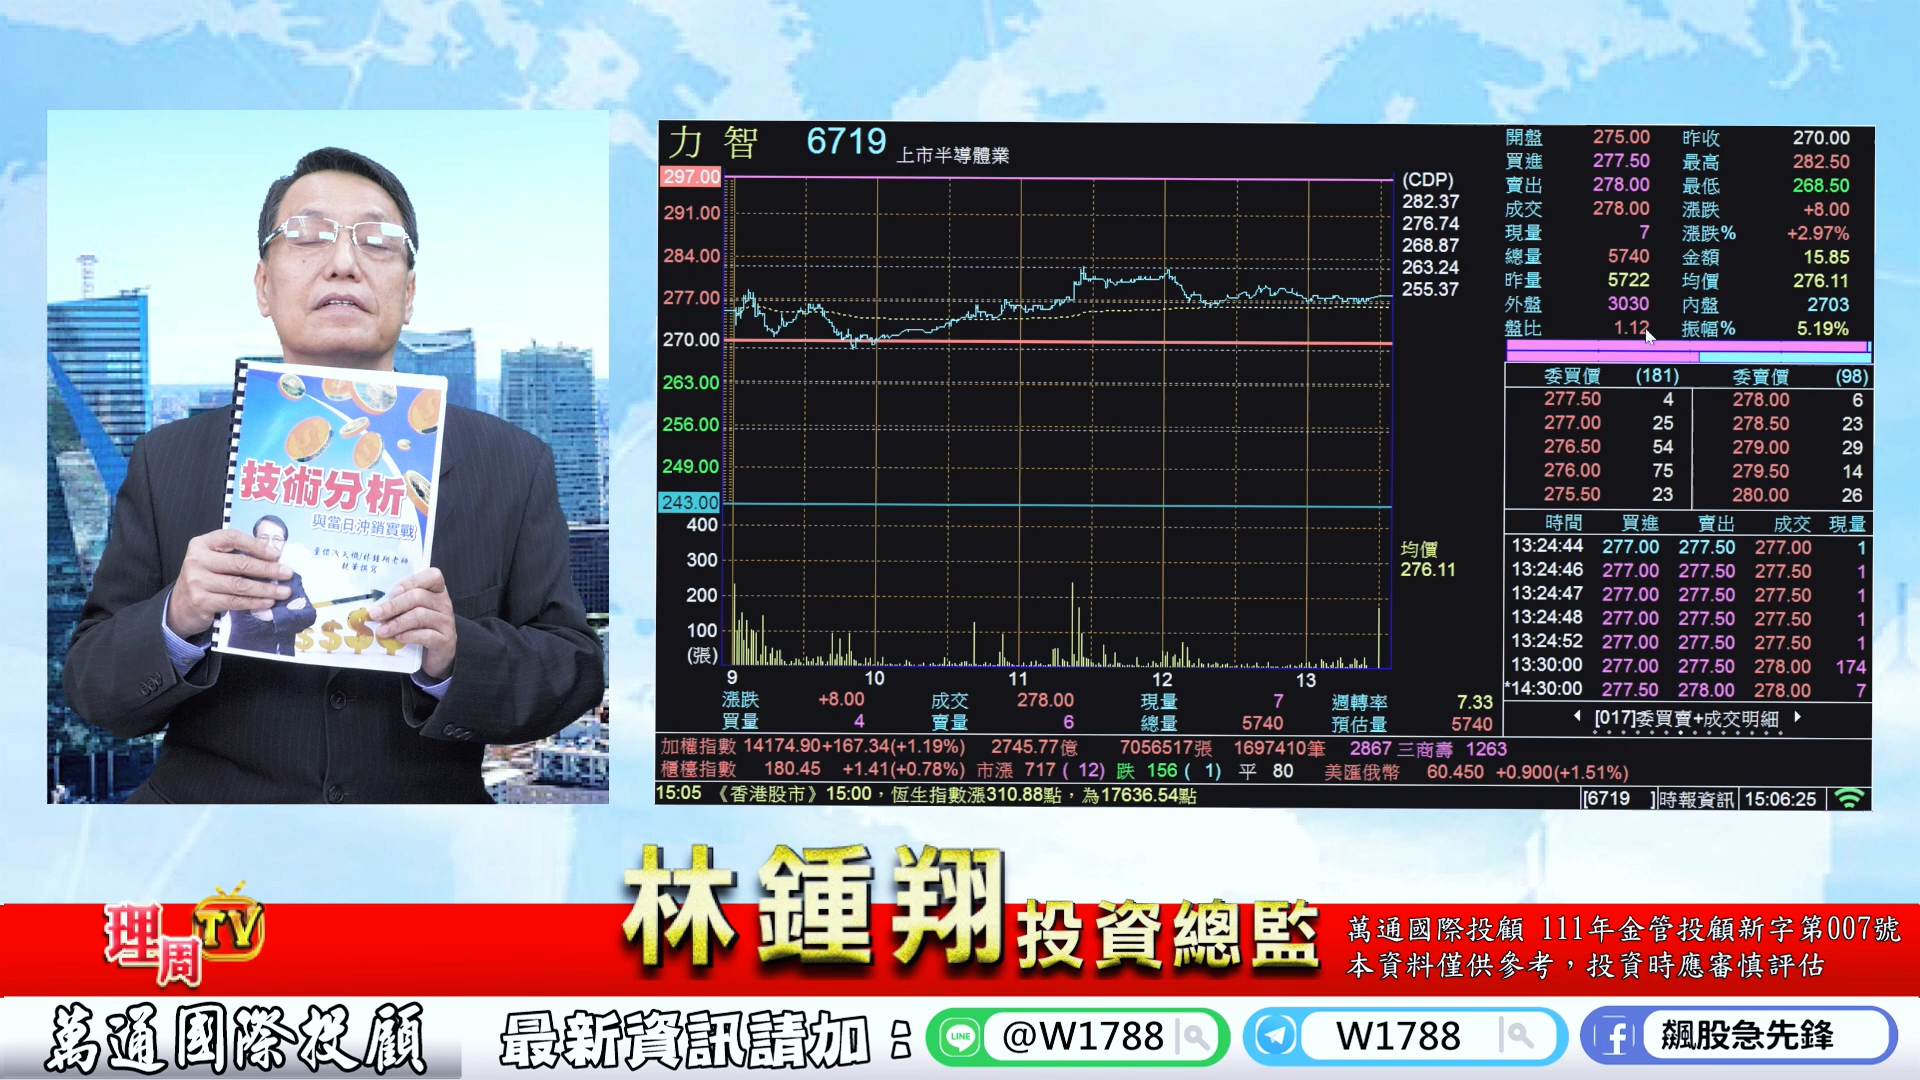 力智 6719 上市半導體業
297.00
291.00
284.00
277.00
270.00
263.00
256.00
249.00
243.00
400
300
200
100
(張)
9 10 11 12 13
(CDP)
282.37
276.74
268.87
263.24
255.37
均價
276.11
開盤 275.00 昨收 270.00
買進 277.50 最高 282.50
賣出 278.00 最低 268.50
成交 278.00 漲跌 +8.00
現量 7 漲跌% +2.97%
總量 5740 金額 15.85
昨量 5722 均價 276.11
外盤 3030 內盤 2703
盤比 1.12 振幅% 5.19%
委買價 (181) 委賣價 (98)
277.50 4 278.00 6
277.00 25 278.50 23
276.50 54 279.00 29
276.00 75 279.50 14
275.50 23 280.00 26
時間 買進 賣出 成交 現量
13:24:44 277.00 277.50 277.00 1
13:24:46 277.00 277.50 277.50 1
13:24:47 277.00 277.50 277.50 1
13:24:48 277.00 277.50 277.50 1
13:24:52 277.00 277.50 277.50 1
13:30:00 277.00 277.50 278.00 174
*14:30:00 277.50 278.00 278.00 7
[017]委買賣+成交明細
漲跌 +8.00 成交 278.00 現量 7 週轉率 7.33
買量 4 賣量 6 總量 5740 預估量 5740
加權指數 14174.90+167.34(+1.19%) 2745.77億 7056517張 1697410筆 2867 三商壽 1263
櫃檯指數 180.45 +1.41(+0.78%) 市漲 717 ( 12) 跌 156 ( 1) 平 80 美匯俄幣 60.450 +0.900(+1.51%)
15:05 《香港股市》15:00，恆生指數漲310.88點，為17636.54點 [6719 ]時報資訊 15:06:25
技術分析
與當日沖銷實戰
林鍾翔老師
執筆撰寫
$$$$
林鍾翔 投資總監
理周TV
萬通國際投顧 111年金管投顧新字第007號
本資料僅供參考，投資時應審慎評估
萬通國際投顧 最新資訊請加：LINE @W1788 W1788 飆股急先鋒